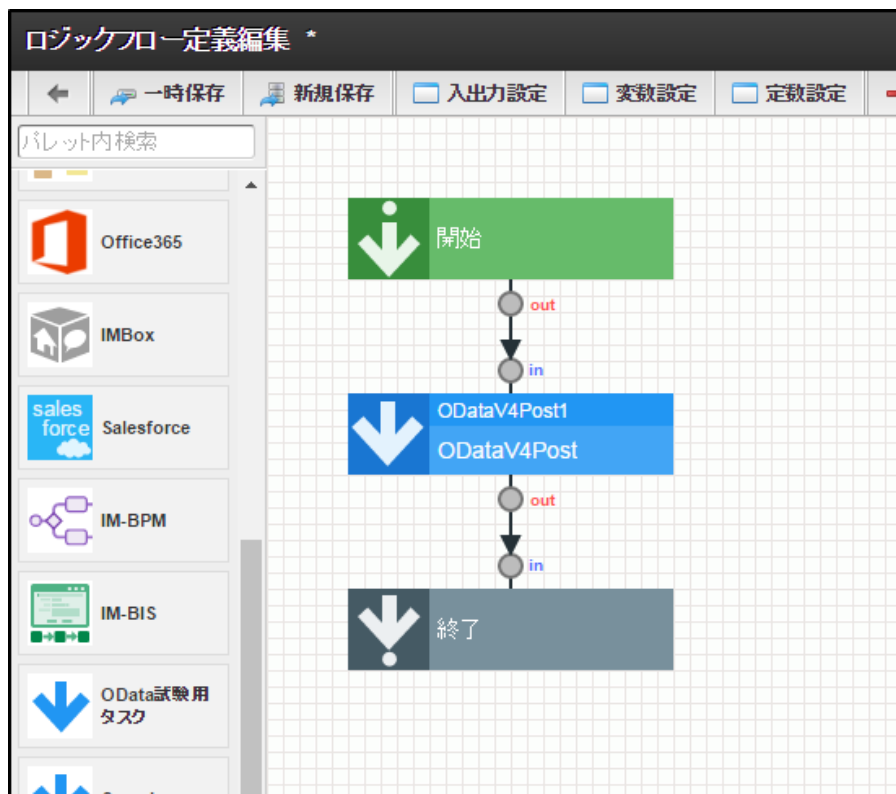 ロジックフロー定義編集 *
一時保存
新規保存
入出力設定
変数設定
定数設定
パレット内検索
Office365
IMBox
sales
force
Salesforce
IM-BPM
IM-BIS
OData試験用
タスク
開始
out
in
ODataV4Post1
ODataV4Post
out
in
終了